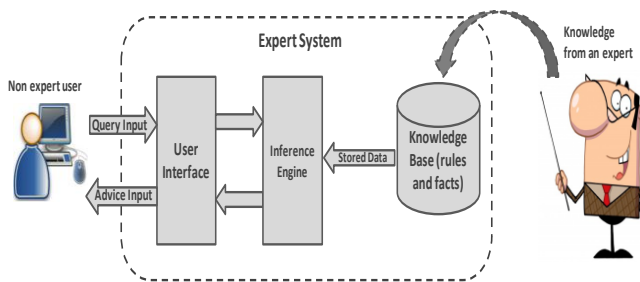 Expert System
Knowledge
from an expert
Non expert user
Query Input
Advice Input
User
Interface
Inference
Engine
Stored Data
Knowledge
Base (rules
and facts)